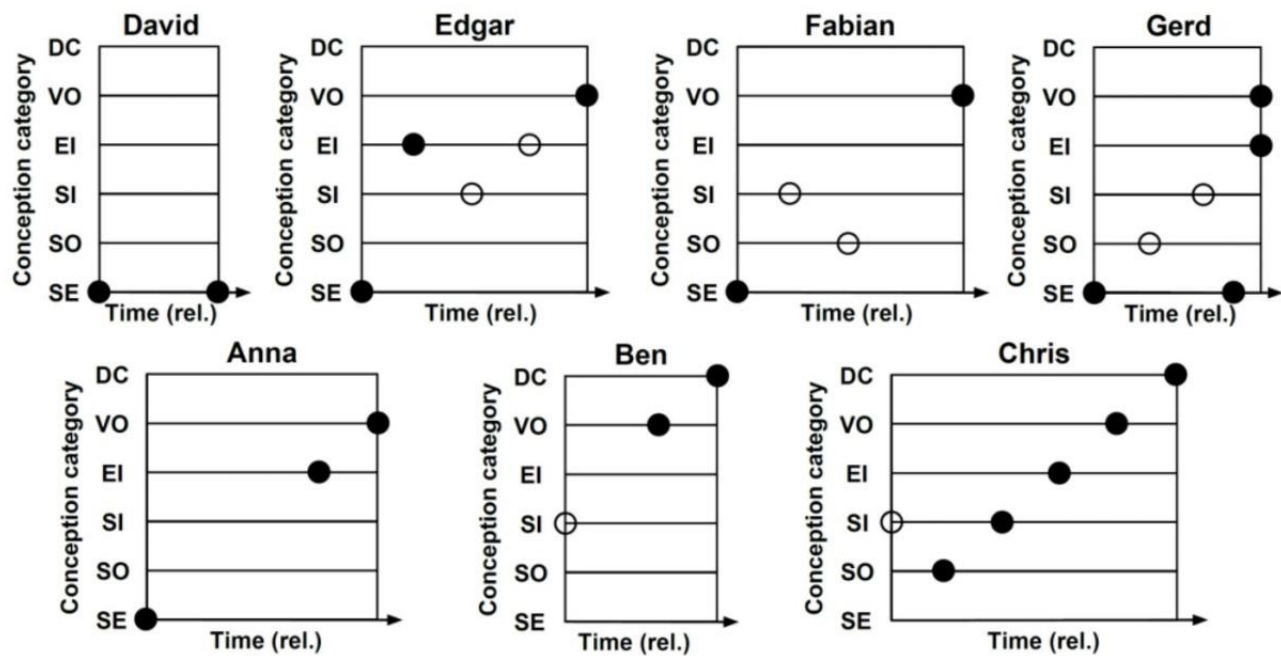 David
Conception category
DC
VO
EI
SI
SO
SE
Time (rel.)
Edgar
Conception category
DC
VO
EI
SI
SO
SE
Time (rel.)
Fabian
Conception category
DC
VO
EI
SI
SO
SE
Time (rel.)
Gerd
Conception category
DC
VO
EI
SI
SO
SE
Time (rel.)
Anna
Conception category
DC
VO
EI
SI
SO
SE
Time (rel.)
Ben
Conception category
DC
VO
EI
SI
SO
SE
Time (rel.)
Chris
Conception category
DC
VO
EI
SI
SO
SE
Time (rel.)